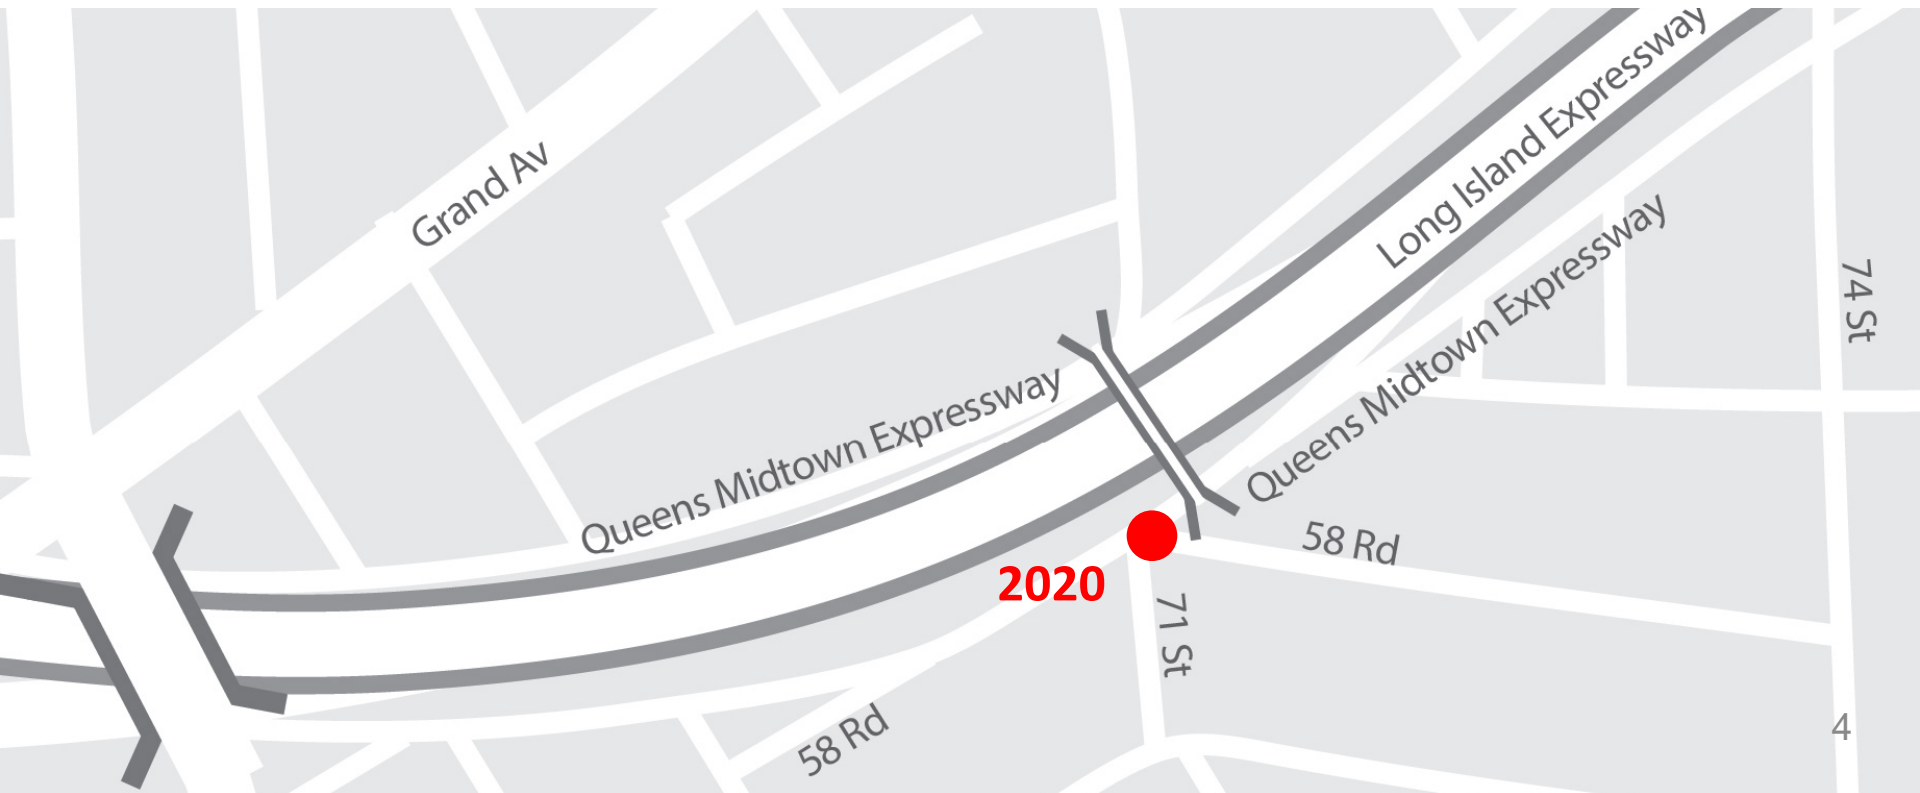 Grand Av
Long Island Expressway
74 St
Queens Midtown Expressway
Queens Midtown Expressway
58 Rd
2020
71 St
58 Rd
4